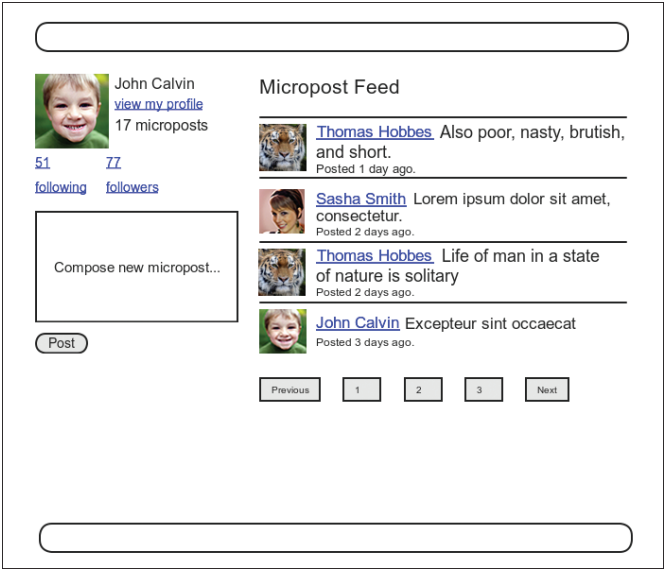 John Calvin
view my profile
17 microposts
51 77
following followers
Compose new micropost...
Post
Micropost Feed
Thomas Hobbes Also poor, nasty, brutish,
and short.
Posted 1 day ago.
Sasha Smith Lorem ipsum dolor sit amet,
consectetur.
Posted 2 days ago.
Thomas Hobbes Life of man in a state
of nature is solitary
Posted 2 days ago.
John Calvin Excepteur sint occaecat
Posted 3 days ago.
Previous 1 2 3 Next